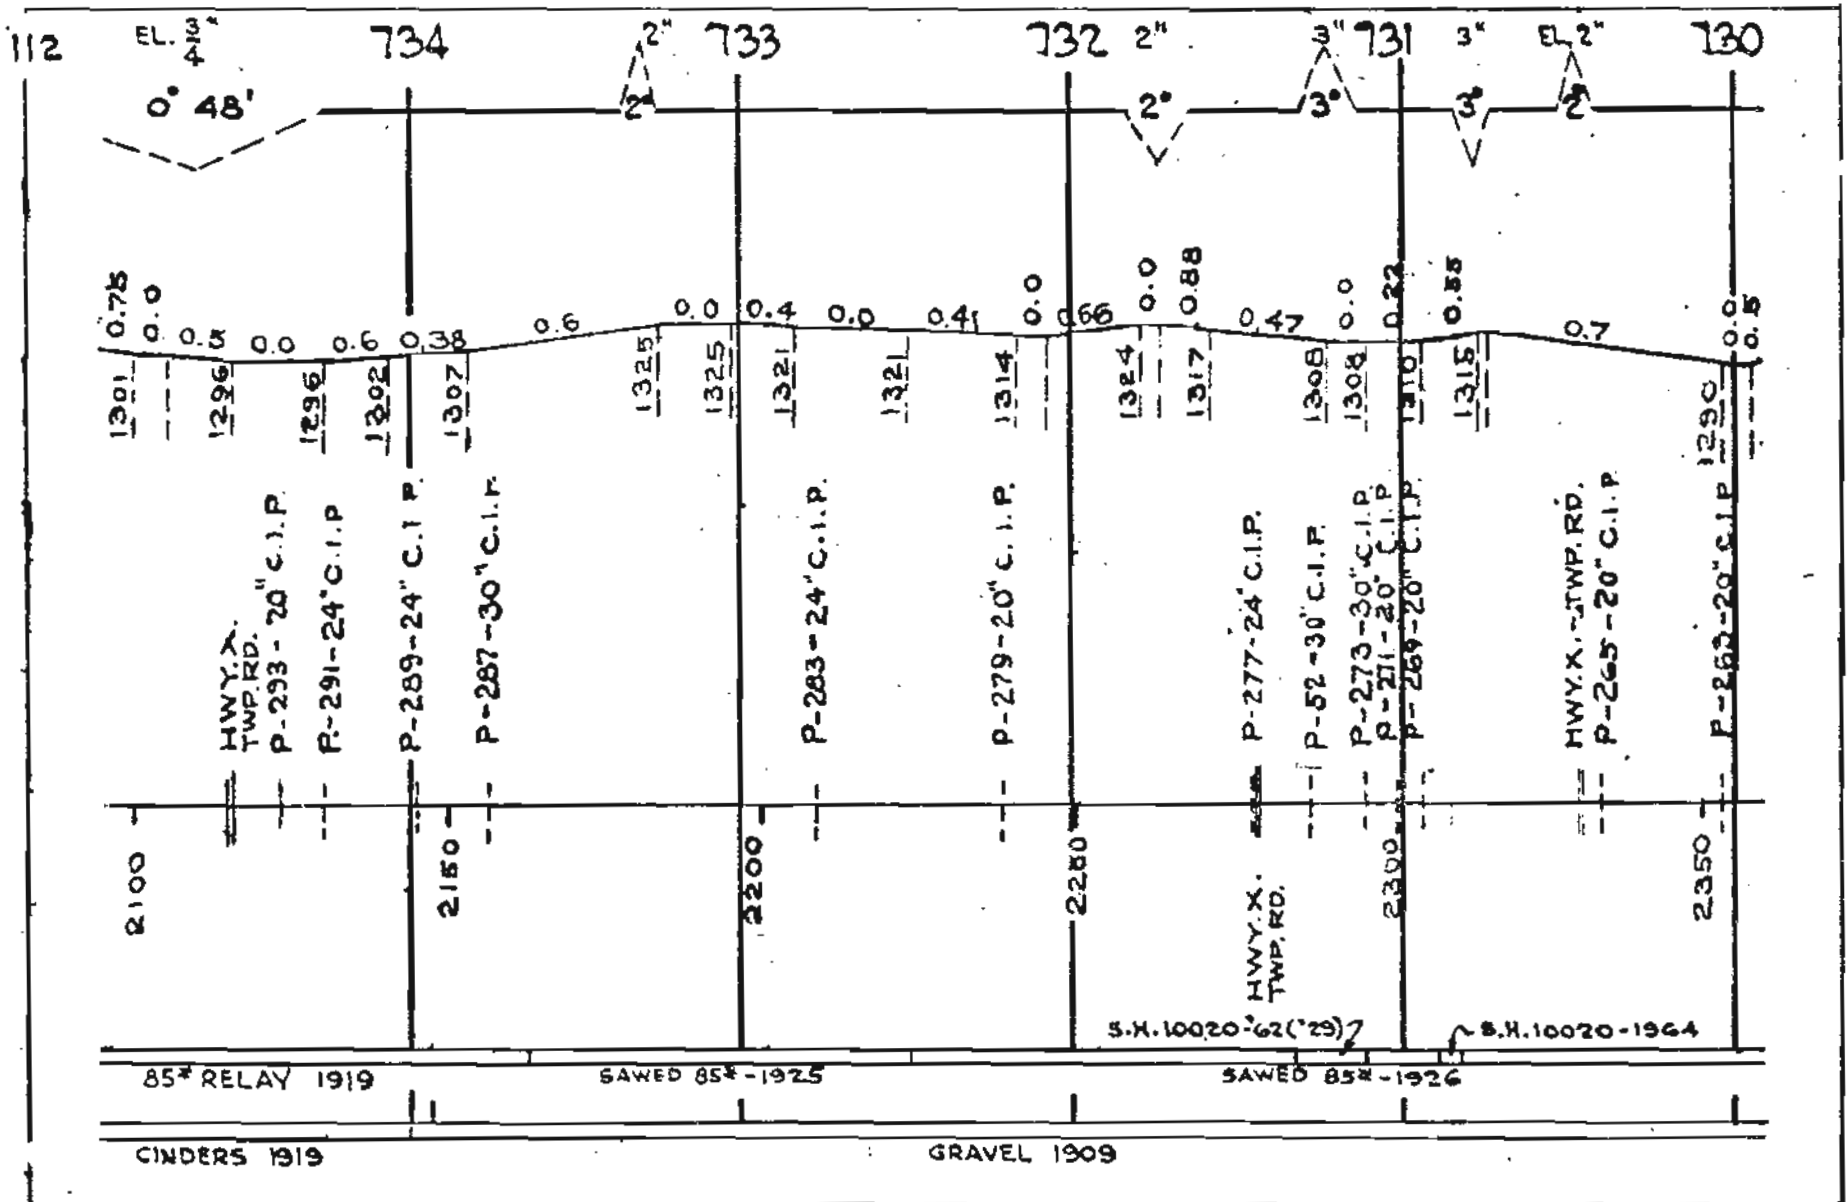 112 EL. 3/4" 734 2" 733 732 2" 3" 731 3" EL. 2" 730
0° 48' 2° 2° 3° 3° 2°
0.75 0.0 0.5 0.0 0.6 0.38 0.6 0.0 0.4 0.0 0.41 0.0 0.66 0.0 0.88 0.47 0.0 0.22 0.55 0.7 0.0 0.5
1301 1296 1296 1302 1307 1325 1325 1321 1321 1314 1324 1317 1308 1308 1310 1315 1290
HWY. X.
TWP. RD.
P-293-20" C.I.P.
P-291-24" C.I.P
P-289-24" C.I P.
P-287-30" C.I.P.
P-283-24" C.I.P.
P-279-20" C.I.P.
P-277-24" C.I.P.
P-52-30" C.I.P.
P-273-30" C.I.P.
P-271-20" C.I.P
P-269-20" C.I.P.
HWY. X.-TWP. RD.
P-265-20" C.I.P
P-263-20" C.I.P
2100 2150 2200 2250 2300 2350
HWY. X.
TWP. RD.
S.H. 10020-'62 ('29) S.H. 10020-1964
85# RELAY 1919 SAWED 85#-1925 SAWED 85#-1926
CINDERS 1919 GRAVEL 1909